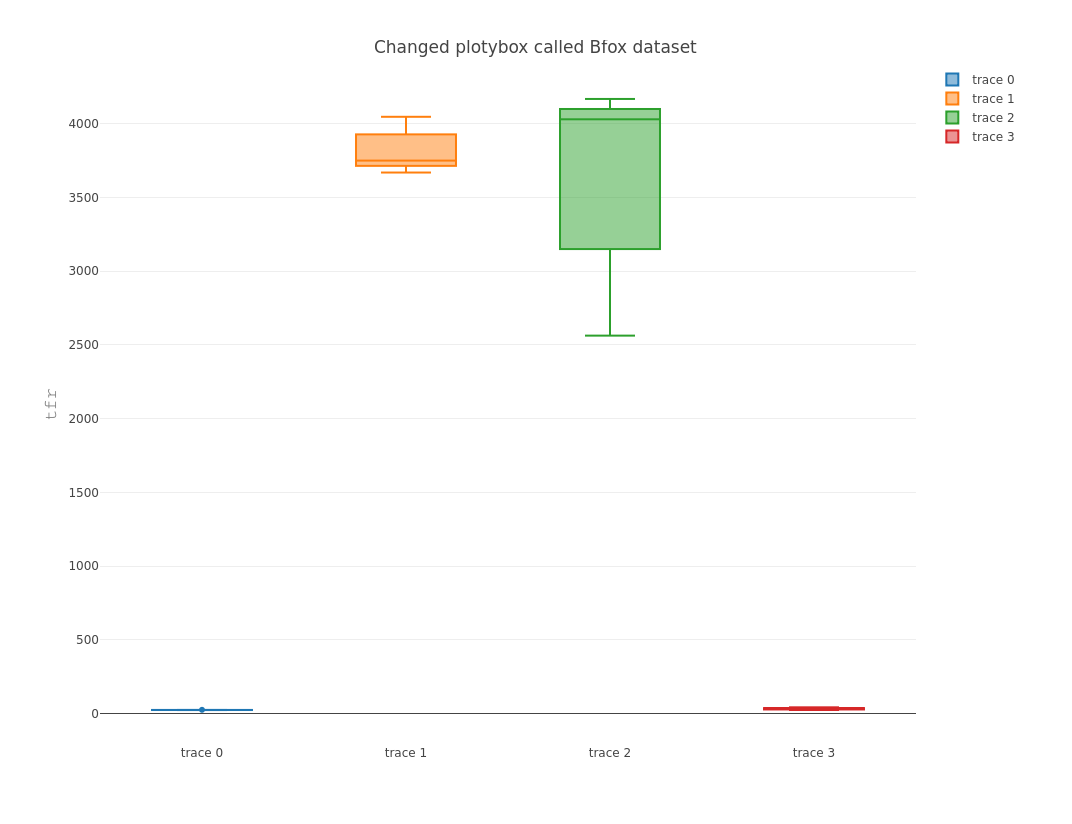 Changed plotybox called Bfox dataset
trace 0
trace 1
trace 2
trace 3
4000
3500
3000
2500
2000
1500
1000
500
0
tfr
trace 0
trace 1
trace 2
trace 3